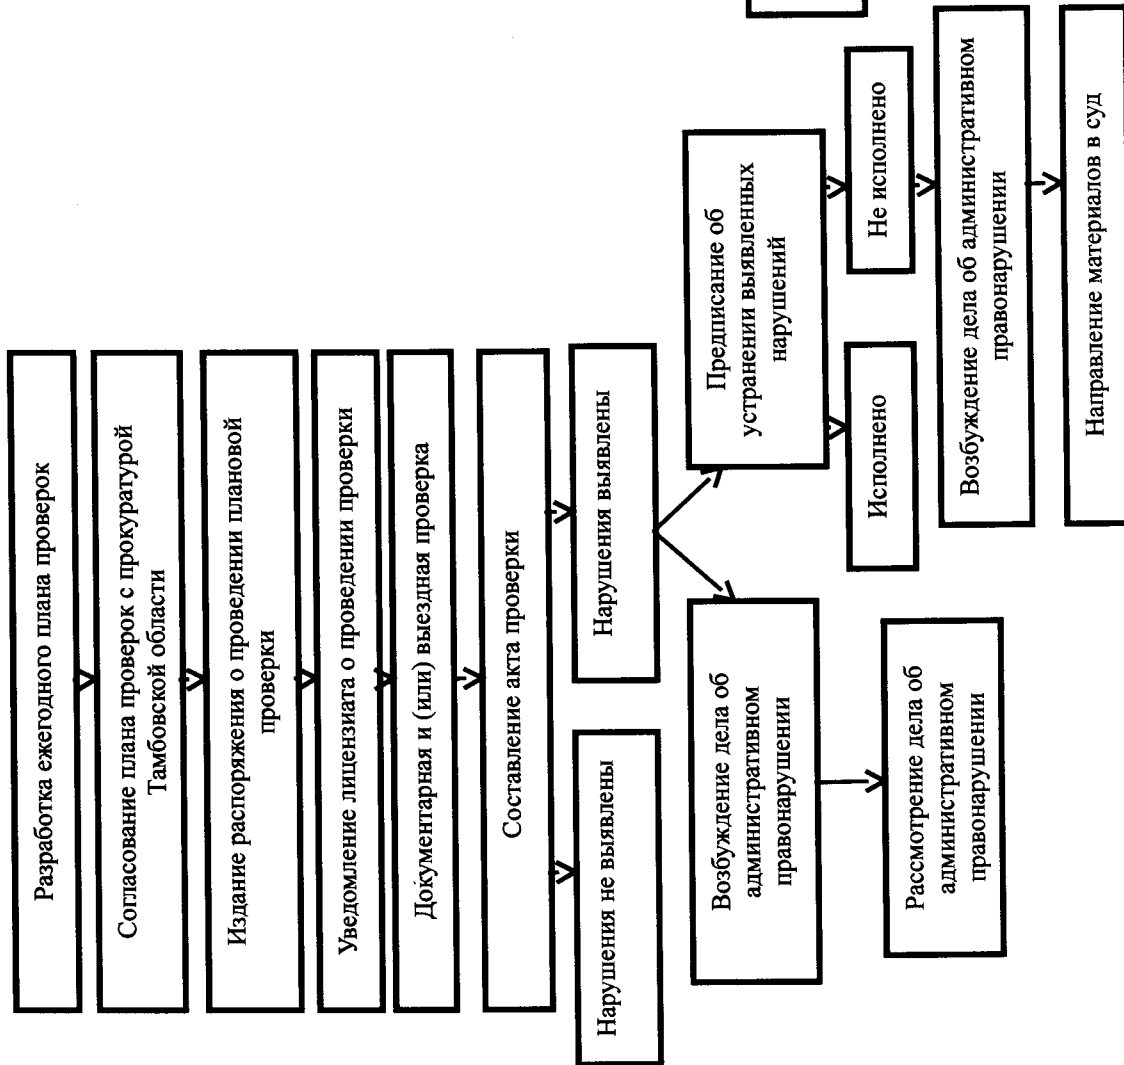 Разработка ежегодного плана проверок
Согласование плана проверок с прокуратурой
Тамбовской области
Издание распоряжения о проведении плановой
проверки
Уведомление лицензиата о проведении проверки
Документарная и (или) выездная проверка
Составление акта проверки
Нарушения не выявлены
Нарушения выявлены
Возбуждение дела об
административном
правонарушении
Предписание об
устранении выявленных
нарушений
Рассмотрение дела об
административном
правонарушении
Исполнено
Не исполнено
Возбуждение дела об административном
правонарушении
Направление материалов в суд